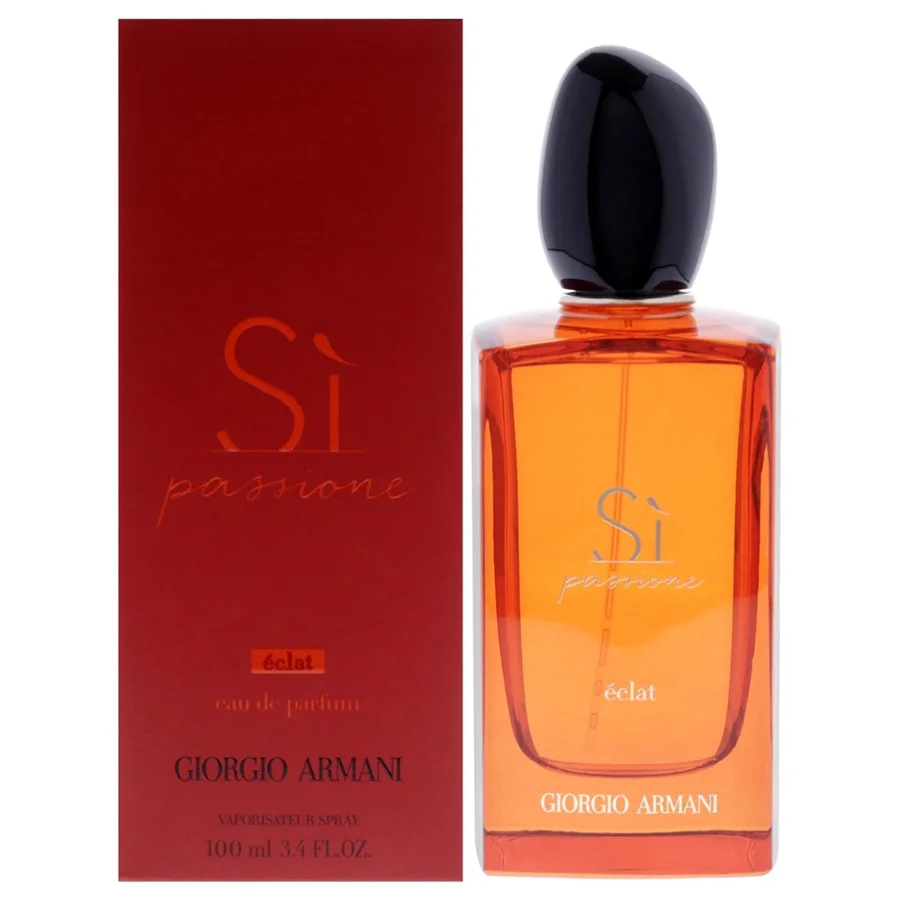 Sì
passione
éclat
eau de parfum
GIORGIO ARMANI
VAPORISATEUR SPRAY
100 ml 3.4 FL.OZ.
Sì
passione
éclat
GIORGIO ARMANI